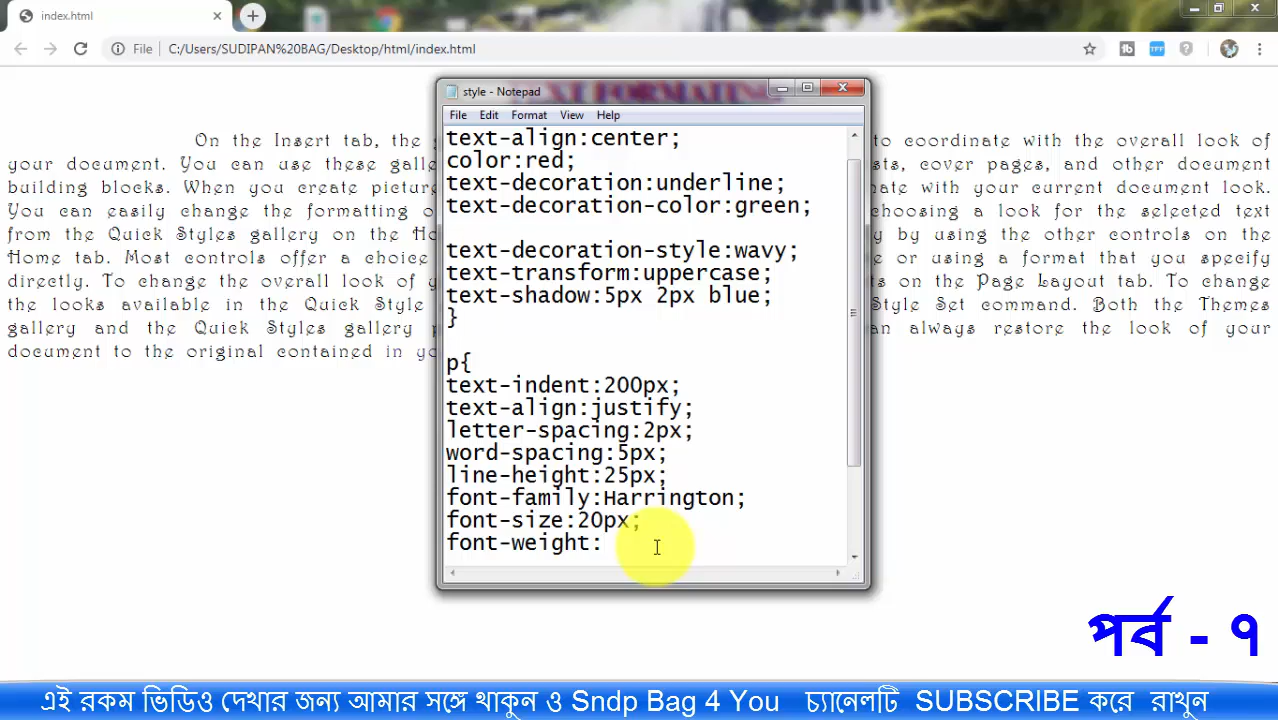 index.html
File C:/Users/SUDIPAN%20BAG/Desktop/html/index.html
style - Notepad
File Edit Format View Help
text-align:center;
color:red;
text-decoration:underline;
text-decoration-color:green;
text-decoration-style:wavy;
text-transform:uppercase;
text-shadow:5px 2px blue;
}
p{
text-indent:200px;
text-align:justify;
letter-spacing:2px;
word-spacing:5px;
line-height:25px;
font-family:Harrington;
font-size:20px;
font-weight:
On the Insert tab, the to coordinate with the overall look of
your document. You can use these cover pages, and other document
building blocks. When you create with your current document look.
You can easily change the formatting choosing a look for the selected text
from the Quick Styles gallery on the by using the other controls on the
Home tab. Most controls offer a choice or using a format that you specify
directly. To change the overall look of on the Page Layout tab. To change
the looks available in the Quick Style Style Set command. Both the Themes
gallery and the Quick Styles gallery always restore the look of your
document to the original contained in
পর্ব - ৭
এই রকম ভিডিও দেখার জন্য আমার সঙ্গে থাকুন ও Sndp Bag 4 You চ্যানেলটি SUBSCRIBE করে রাখুন